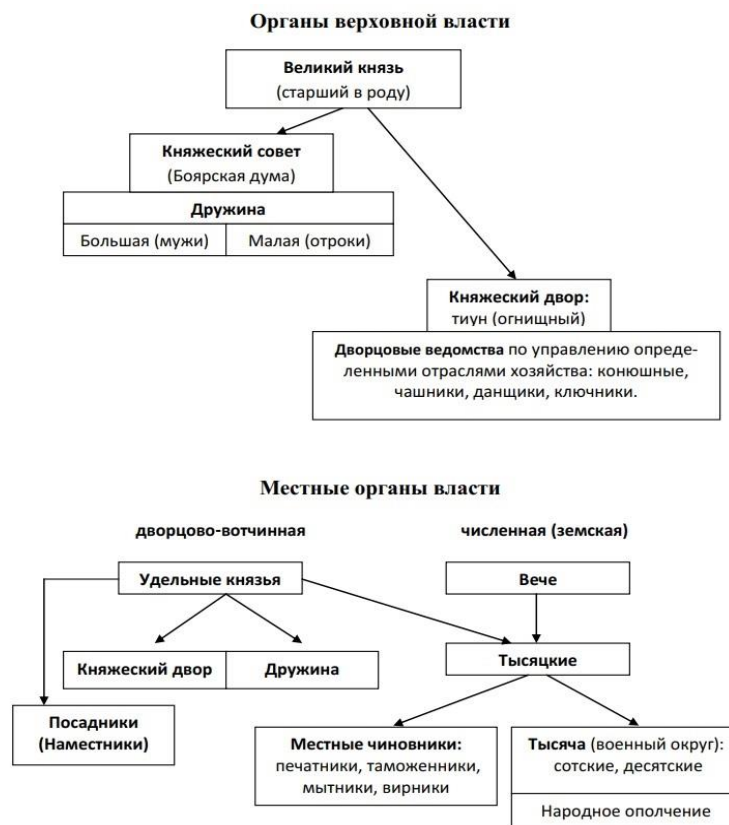 Органы верховной власти
Великий князь
(старший в роду)
Княжеский совет
(Боярская дума)
Дружина
Большая (мужи)
Малая (отроки)
Княжеский двор:
тиун (огнищный)
Дворцовые ведомства по управлению опреде-
ленными отраслями хозяйства: конюшные,
чашники, данщики, ключники.
Местные органы власти
дворцово-вотчинная
численная (земская)
Удельные князья
Вече
Княжеский двор
Дружина
Тысяцкие
Посадники
(Наместники)
Местные чиновники:
печатники, таможенники,
мытники, вирники
Тысяча (военный округ):
сотские, десятские
Народное ополчение